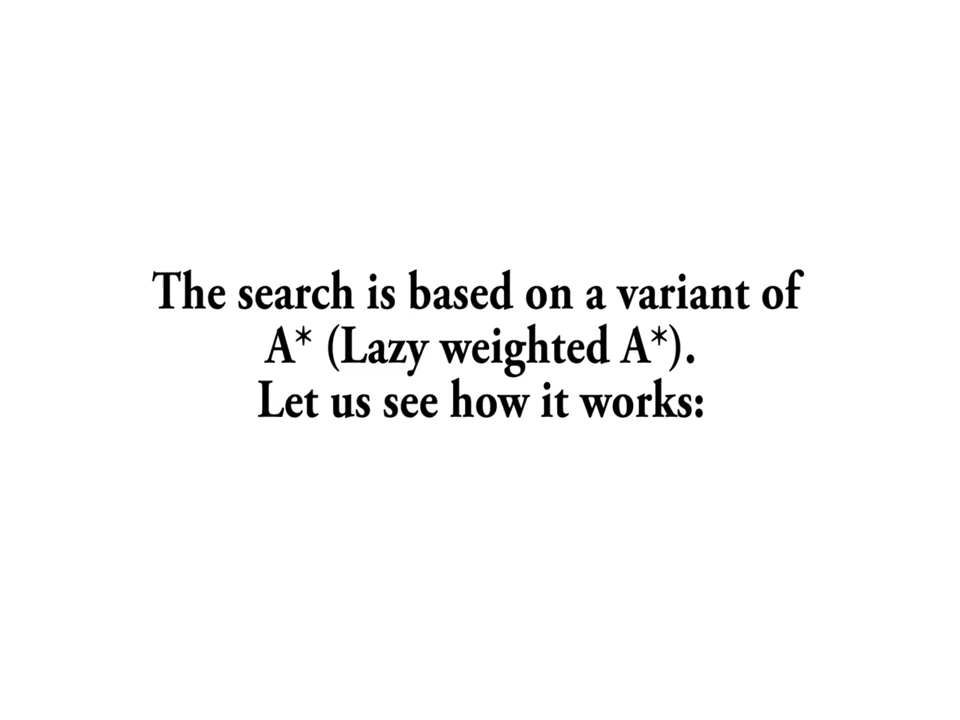 The search is based on a variant of
A* (Lazy weighted A*).
Let us see how it works: